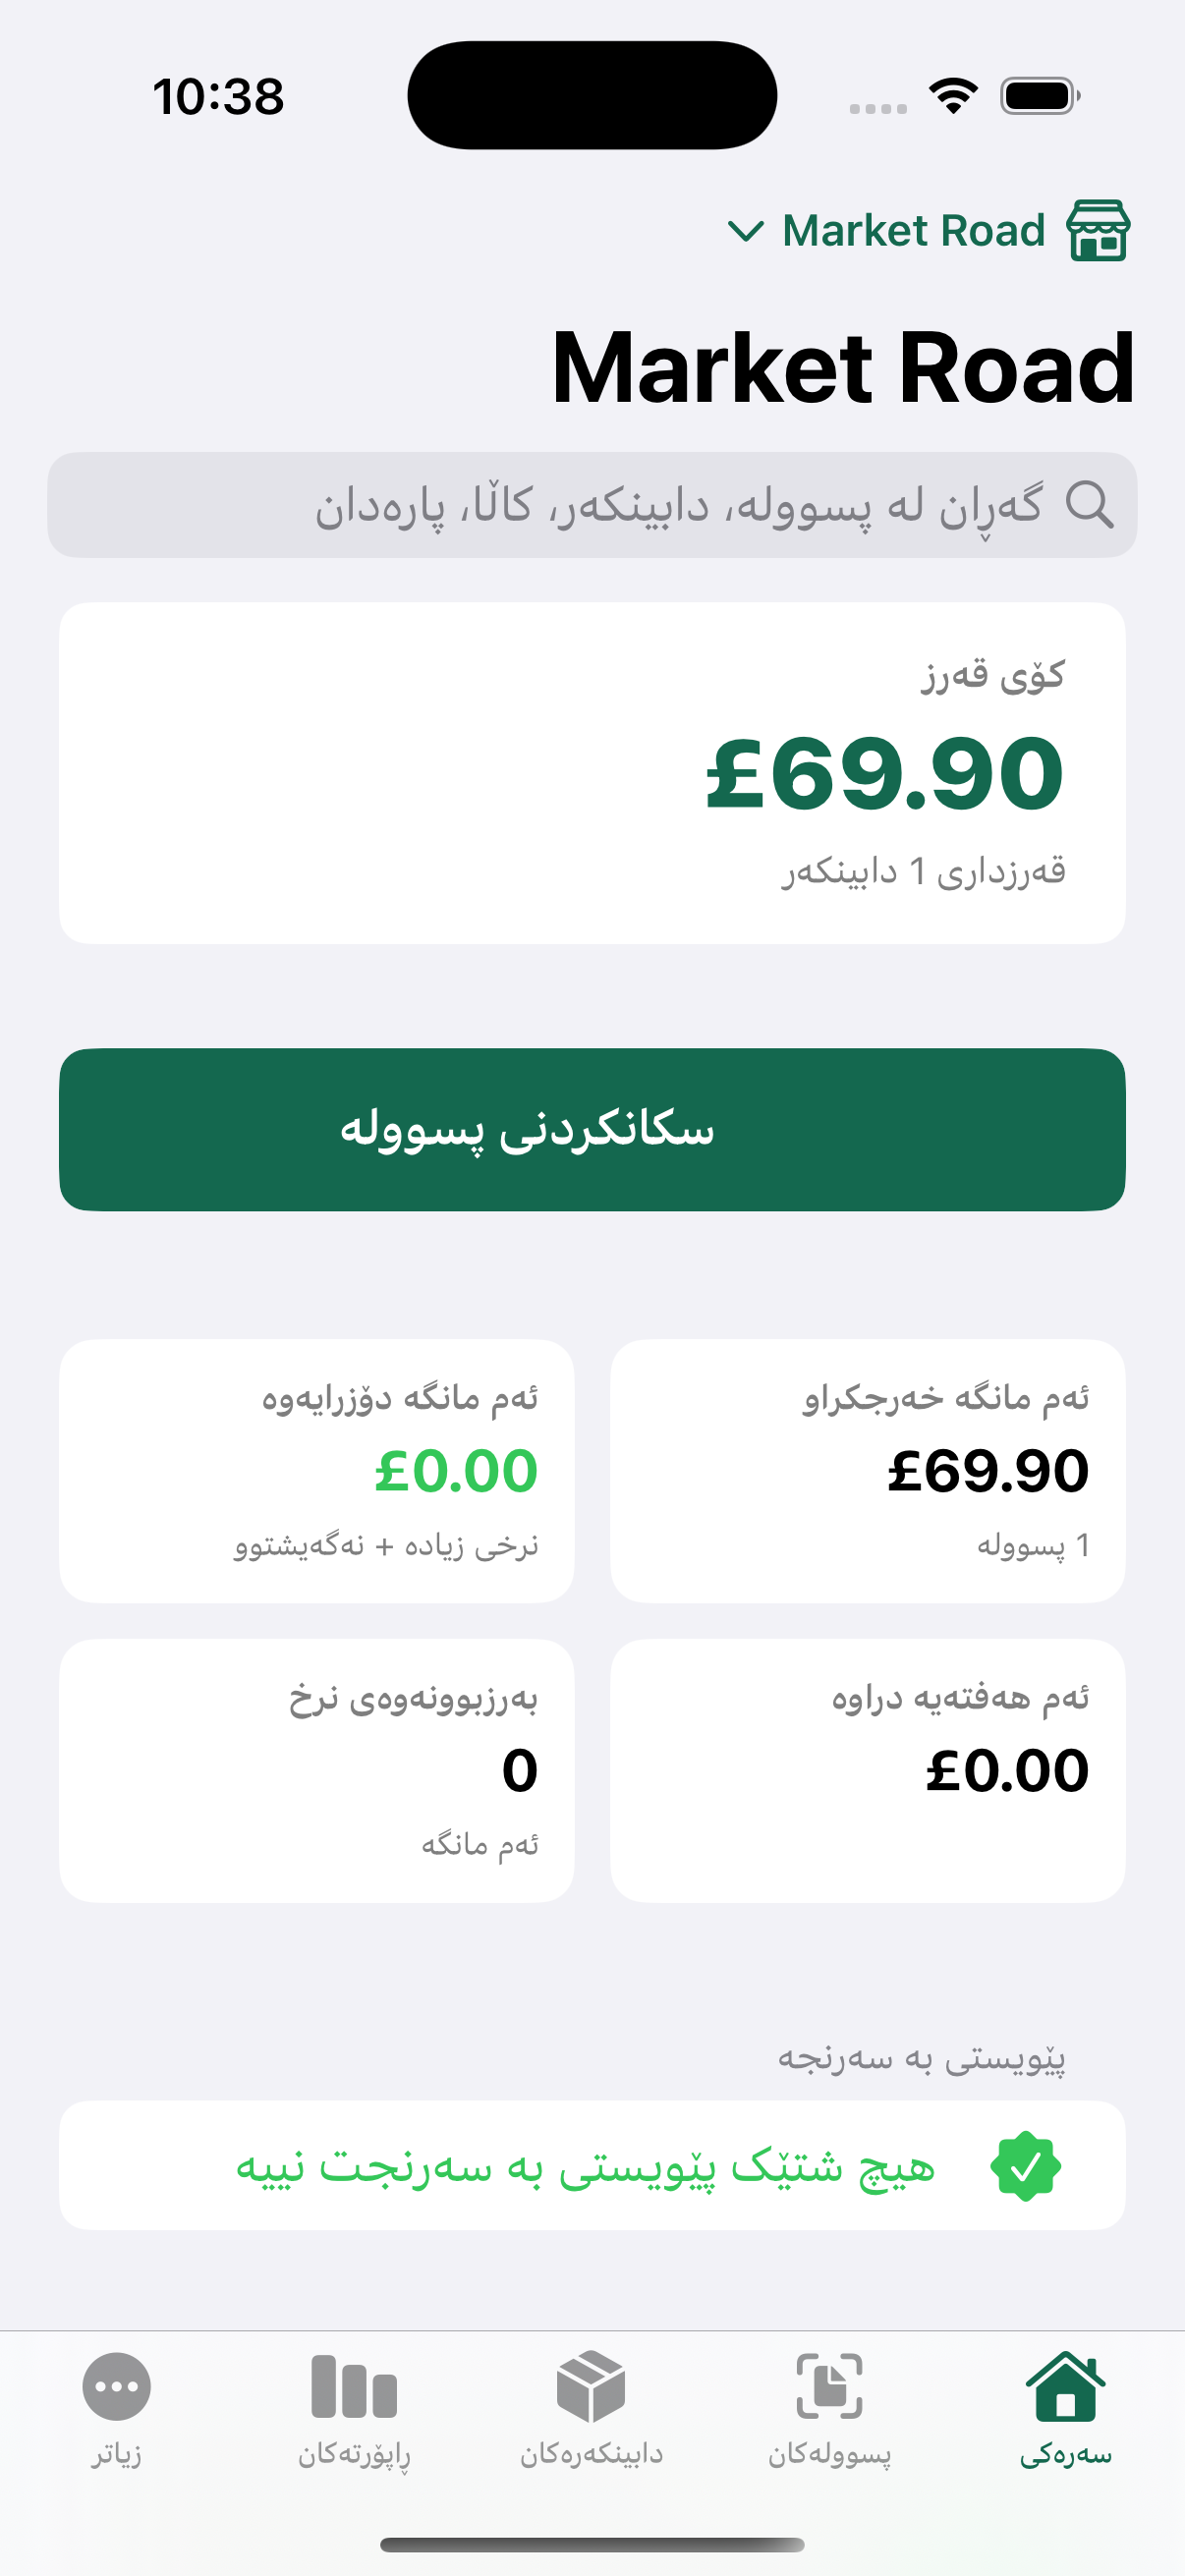 10:38
Market Road
Market Road
گەڕان لە پسوولە، دابینکەر، کاڵا، پارەدان
کۆی قەرز
£69.90
قەرزداری 1 دابینکەر
سکانکردنی پسوولە
ئەم مانگە خەرجکراو
£69.90
1 پسوولە
ئەم مانگە دۆزرایەوە
£0.00
نرخی زیادە + نەگەیشتوو
ئەم هەفتەیە دراوە
£0.00
بەرزبوونەوەی نرخ
0
ئەم مانگە
پێویستی بە سەرنجە
هیچ شتێک پێویستی بە سەرنجت نییە
سەرەکی
پسوولەکان
دابینکەرەکان
ڕاپۆرتەکان
زیاتر